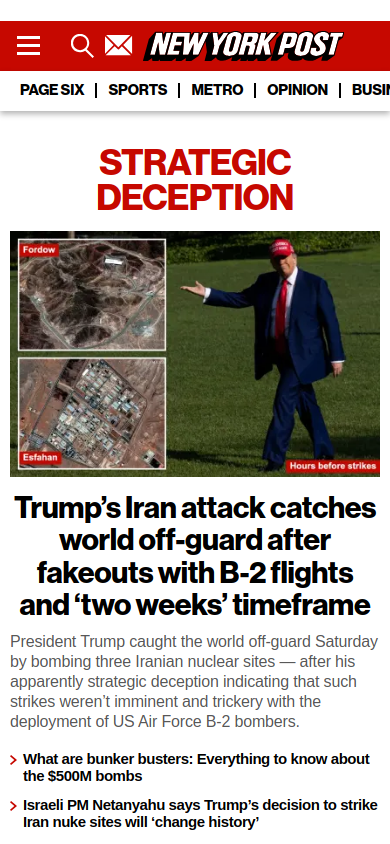 NEW YORK POST
PAGE SIX | SPORTS | METRO | OPINION | BUSI
STRATEGIC
DECEPTION
Fordow
Esfahan
Hours before strikes
Trump’s Iran attack catches
world off-guard after
fakeouts with B-2 flights
and ‘two weeks’ timeframe
President Trump caught the world off-guard Saturday
by bombing three Iranian nuclear sites — after his
apparently strategic deception indicating that such
strikes weren’t imminent and trickery with the
deployment of US Air Force B-2 bombers.
What are bunker busters: Everything to know about
the $500M bombs
Israeli PM Netanyahu says Trump’s decision to strike
Iran nuke sites will ‘change history’